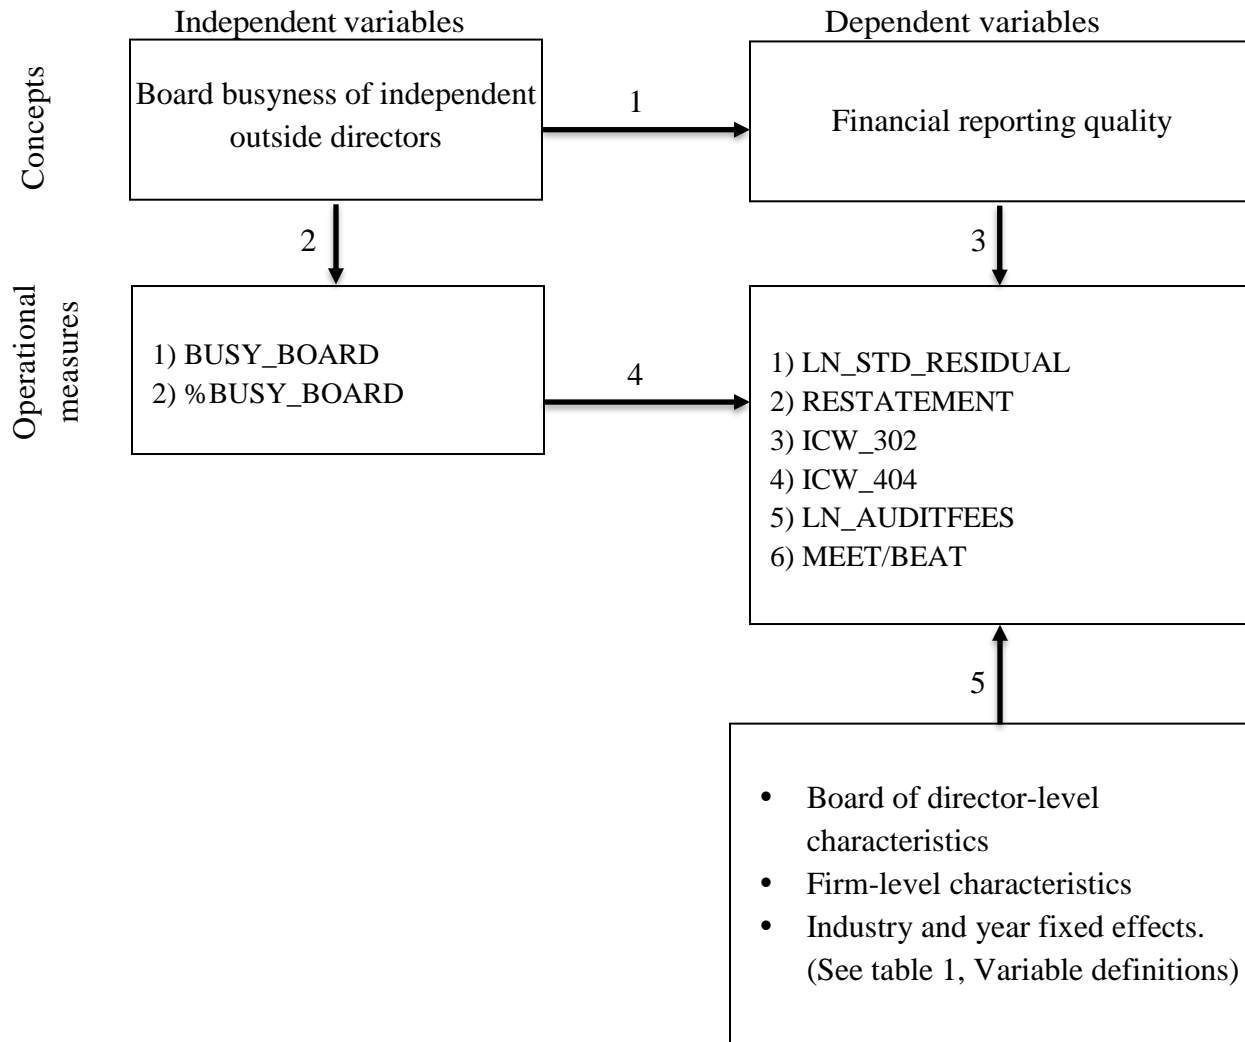 Independent variables
Dependent variables
Concepts
Board busyness of independent
outside directors
1
Financial reporting quality
2
3
Operational
measures
1) BUSY_BOARD
2) %BUSY_BOARD
4
1) LN_STD_RESIDUAL
2) RESTATEMENT
3) ICW_302
4) ICW_404
5) LN_AUDITFEES
6) MEET/BEAT
5
• Board of director-level
characteristics
• Firm-level characteristics
• Industry and year fixed effects.
(See table 1, Variable definitions)